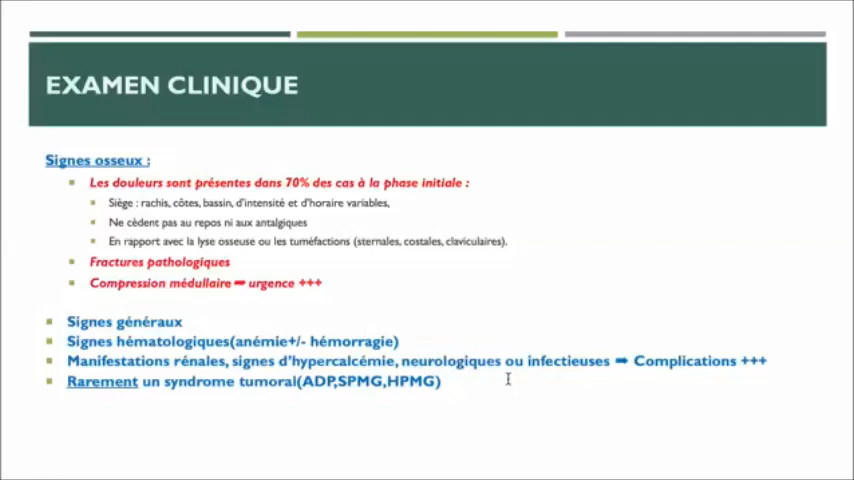 EXAMEN CLINIQUE
Signes osseux :
Les douleurs sont présentes dans 70% des cas à la phase initiale :
Siège : rachis, côtes, bassin, d'intensité et d'horaire variables,
Ne cèdent pas au repos ni aux antalgiques
En rapport avec la lyse osseuse ou les tuméfactions (sternales, costales, claviculaires).
Fractures pathologiques
Compression médullaire ➡ urgence +++
Signes généraux
Signes hématologiques(anémie+/- hémorragie)
Manifestations rénales, signes d'hypercalcémie, neurologiques ou infectieuses ➡ Complications +++
Rarement un syndrome tumoral(ADP,SPMG,HPMG)